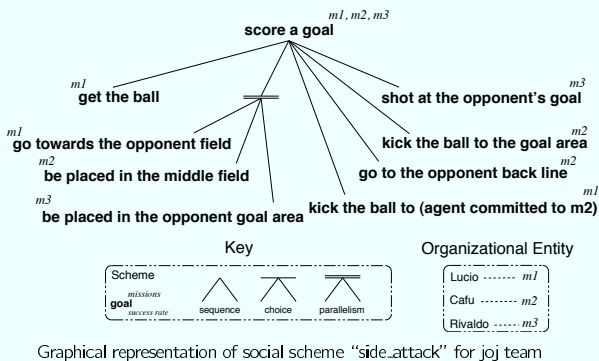 m1, m2, m3
score a goal
m1
get the ball
m3
shot at the opponent's goal
m1
go towards the opponent field
m2
kick the ball to the goal area
m2
be placed in the middle field
m2
go to the opponent back line
m3
be placed in the opponent goal area
m1
kick the ball to (agent committed to m2)
Key
Scheme
missions
goal
success rate
sequence
choice
parallelism
Organizational Entity
Lucio m1
Cafu m2
Rivaldo m3
Graphical representation of social scheme "side_attack" for joj team